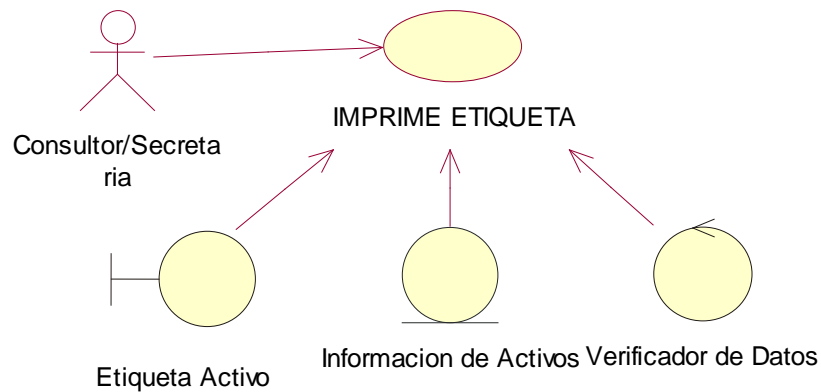 IMPRIME ETIQUETA
Consultor/Secreta
ria
Etiqueta Activo
Informacion de Activos
Verificador de Datos